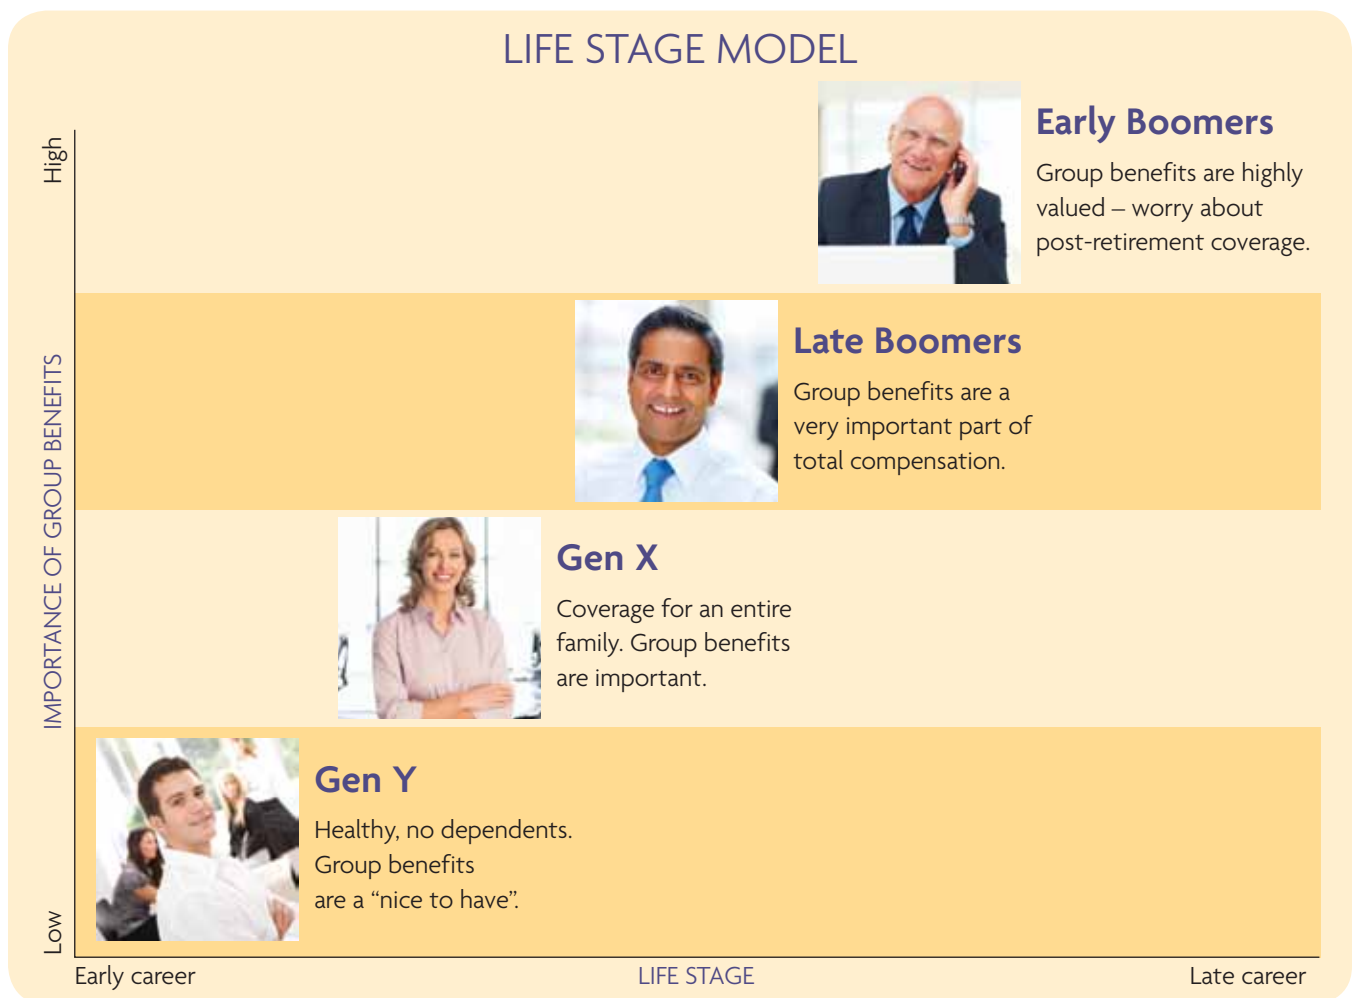 LIFE STAGE MODEL
High
IMPORTANCE OF GROUP BENEFITS
Low
Early Boomers
Group benefits are highly
valued – worry about
post-retirement coverage.
Late Boomers
Group benefits are a
very important part of
total compensation.
Gen X
Coverage for an entire
family. Group benefits
are important.
Gen Y
Healthy, no dependents.
Group benefits
are a “nice to have”.
Early career
LIFE STAGE
Late career